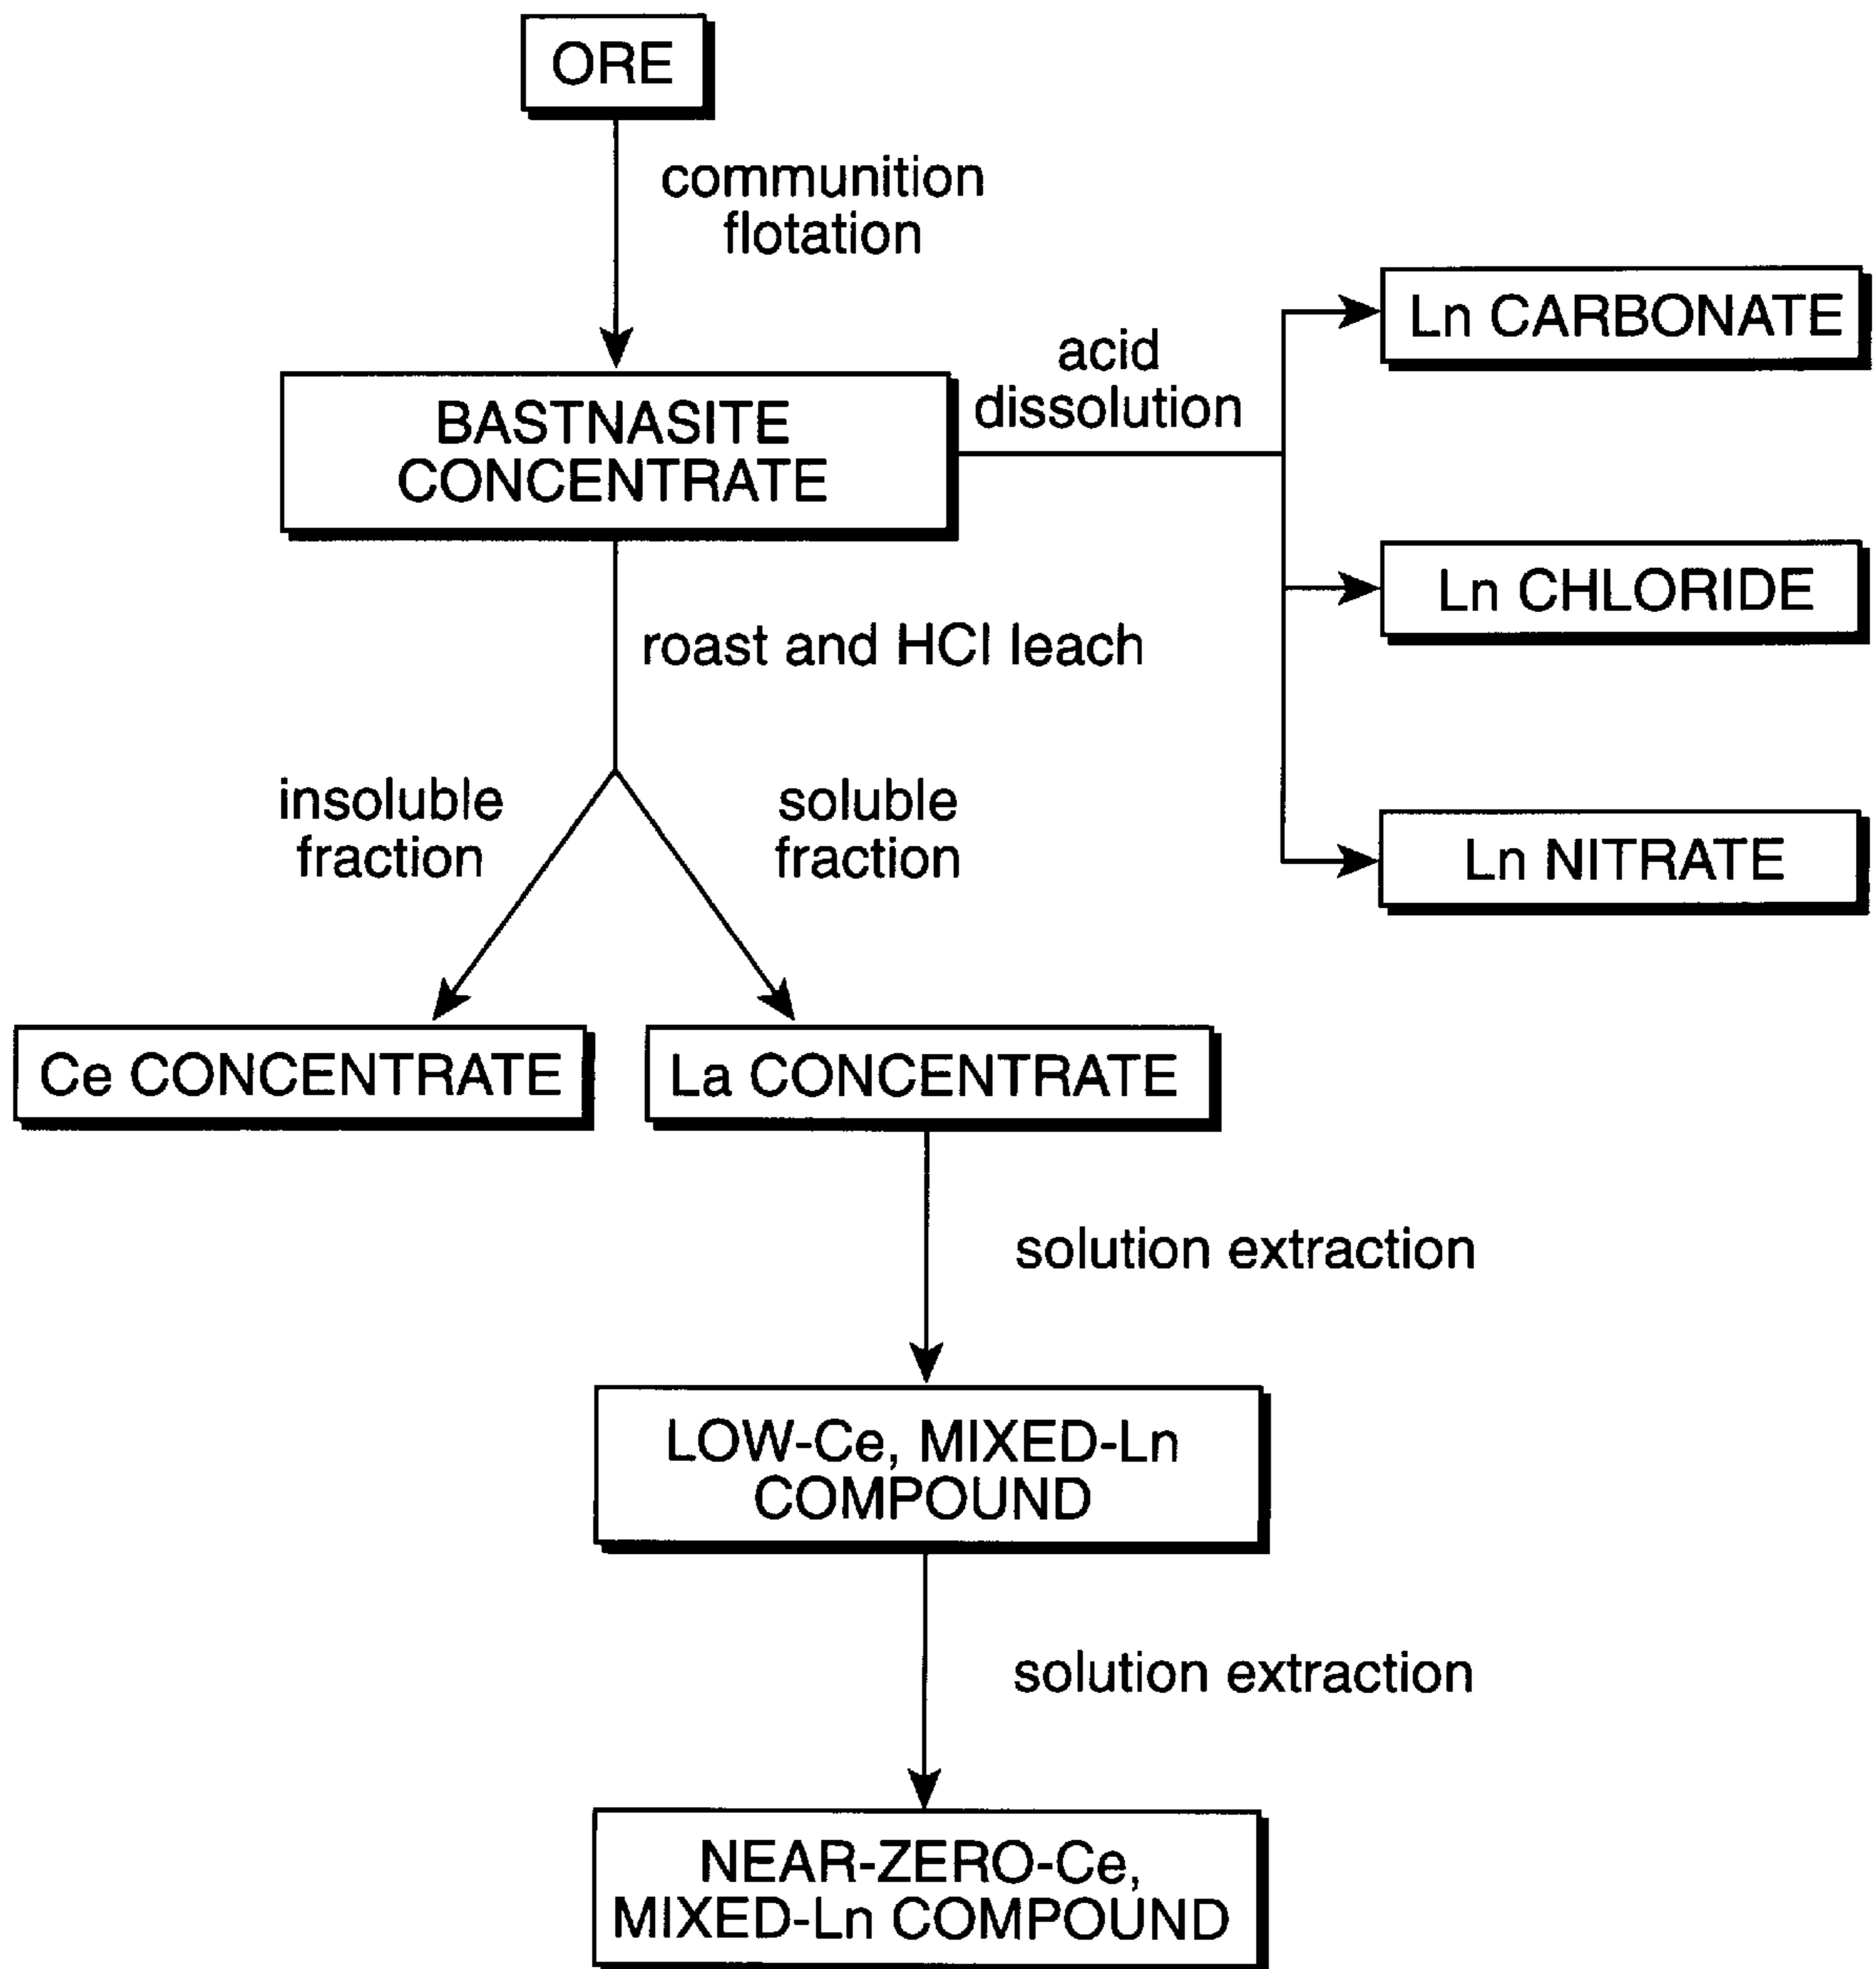 ORE
communition
flotation
BASTNASITE
CONCENTRATE
acid
dissolution
Ln CARBONATE
Ln CHLORIDE
Ln NITRATE
roast and HCl leach
insoluble
fraction
soluble
fraction
Ce CONCENTRATE
La CONCENTRATE
solution extraction
LOW-Ce, MIXED-Ln
COMPOUND
solution extraction
NEAR-ZERO-Ce,
MIXED-Ln COMPOUND